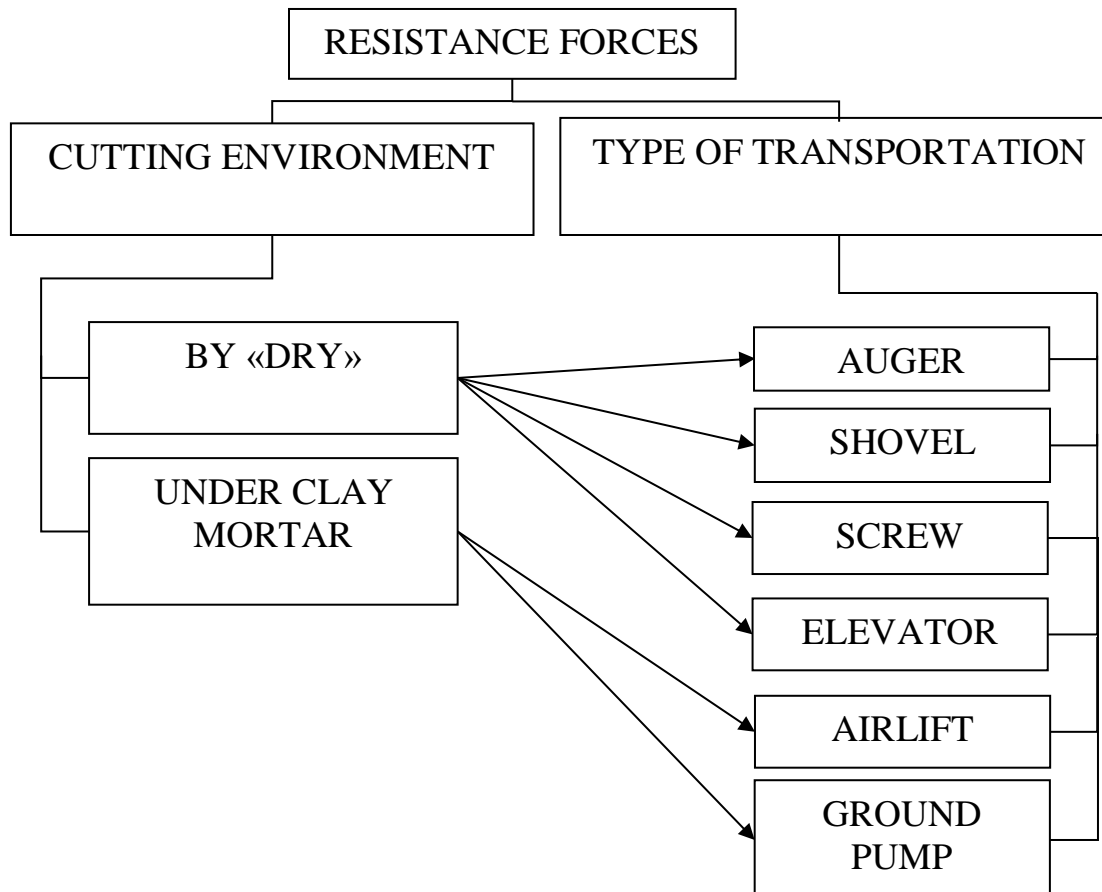 RESISTANCE FORCES
CUTTING ENVIRONMENT
TYPE OF TRANSPORTATION
BY «DRY»
UNDER CLAY
MORTAR
AUGER
SHOVEL
SCREW
ELEVATOR
AIRLIFT
GROUND
PUMP